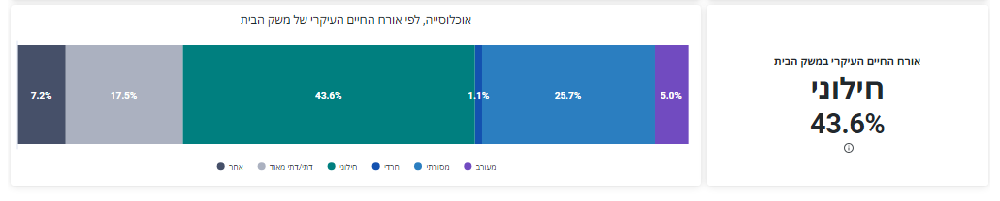 אוכלוסייה, לפי אורח החיים העיקרי של משק הבית
7.2% 17.5% 43.6% 1.1% 25.7% 5.0%
אחר דתי/דתי מאוד חילוני חרדי מסורתי מעורב
אורח החיים העיקרי במשק הבית
חילוני
43.6%